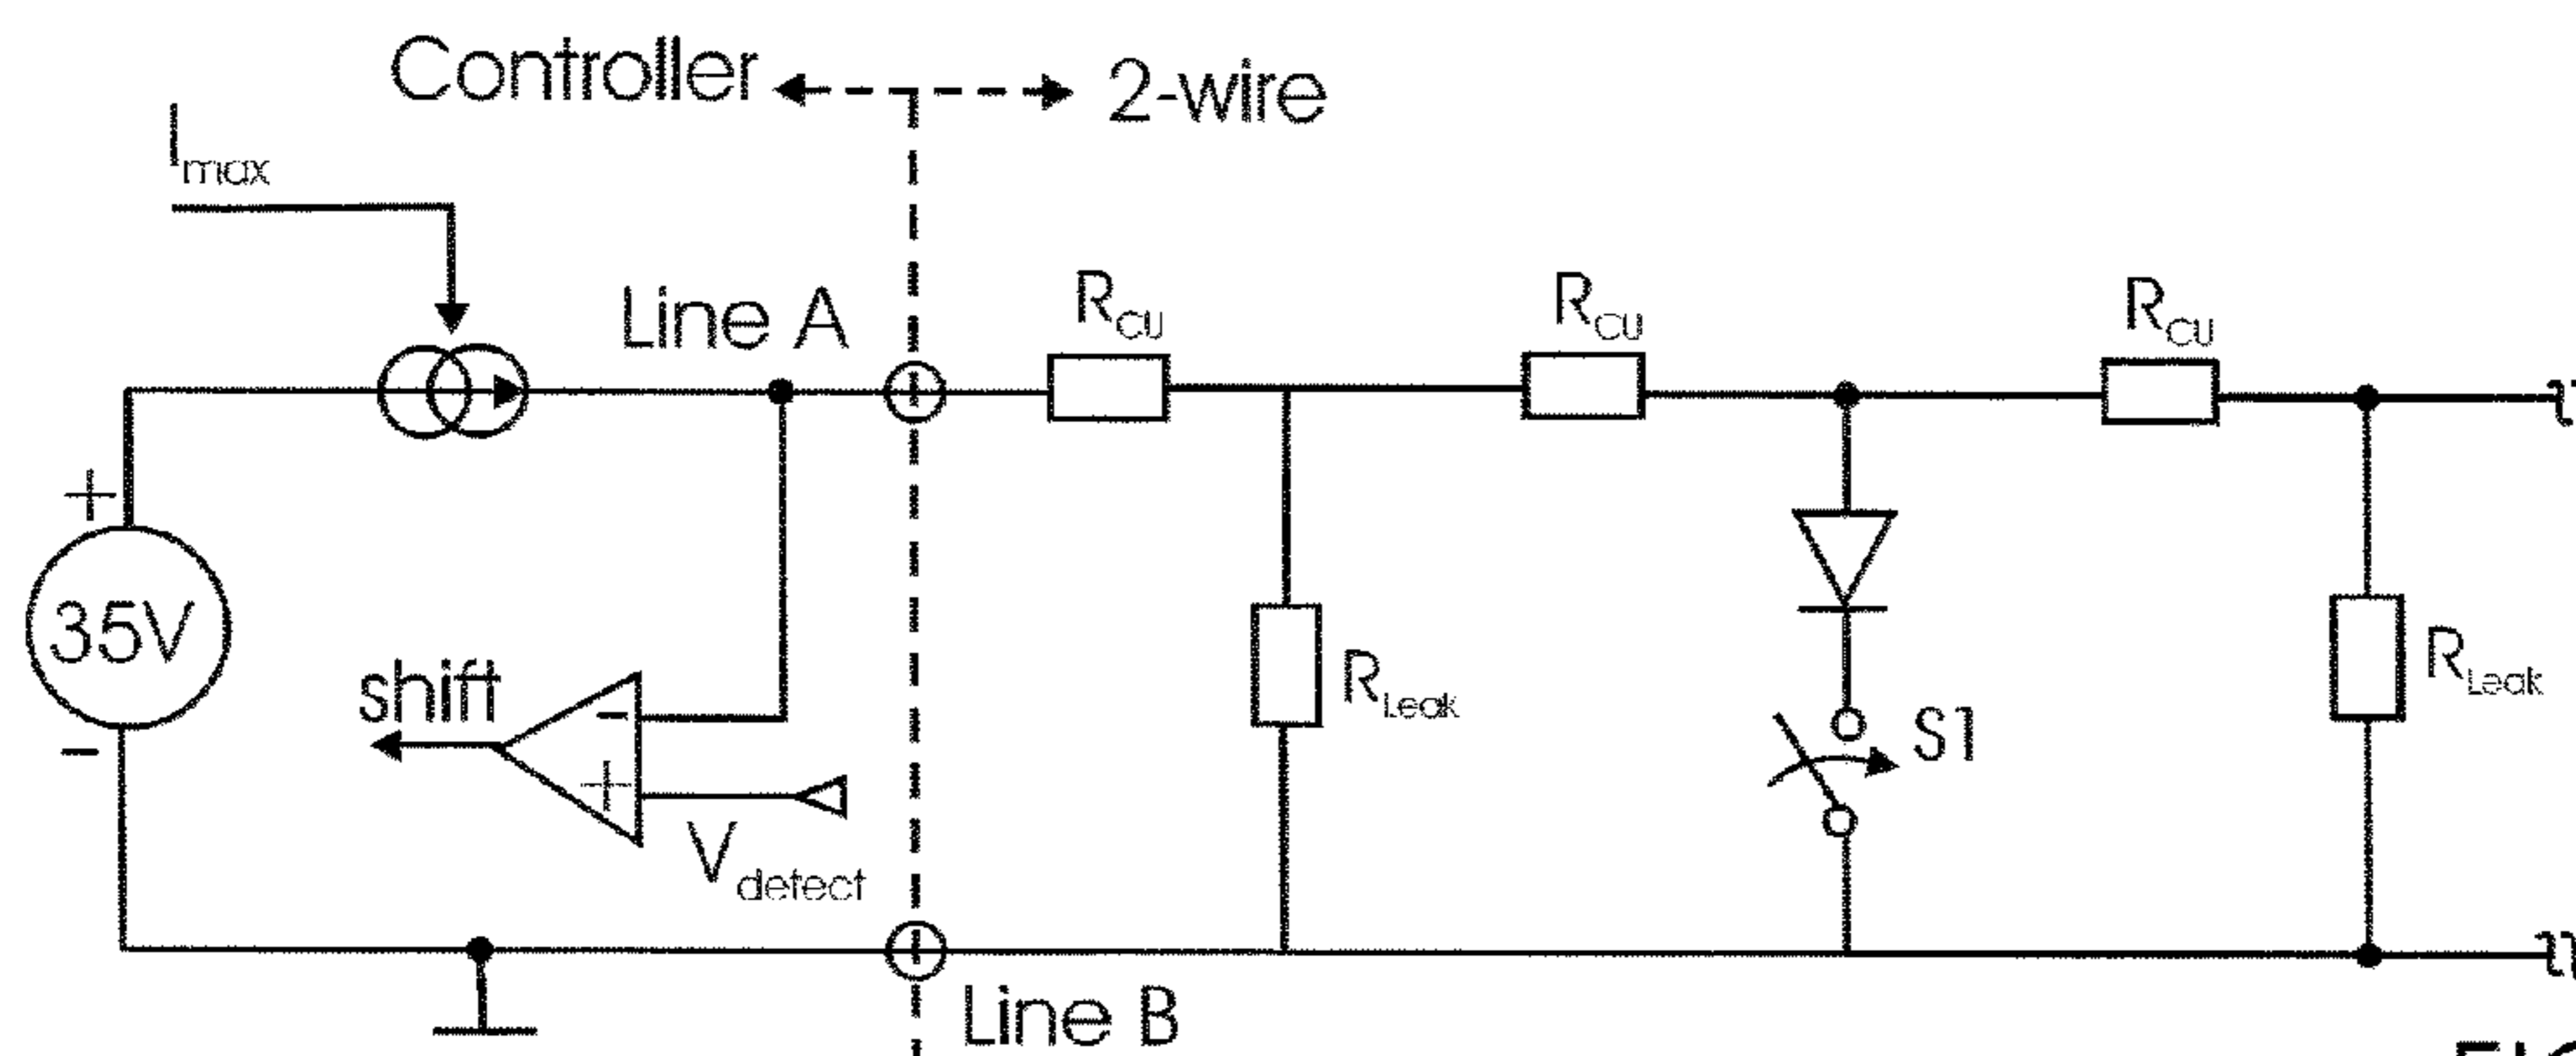 Controller
2-wire
Imax
Line A
RCU
RCU
RCU
+
35V
-
shift
-
+
Vdetect
RLeak
S1
RLeak
Line B